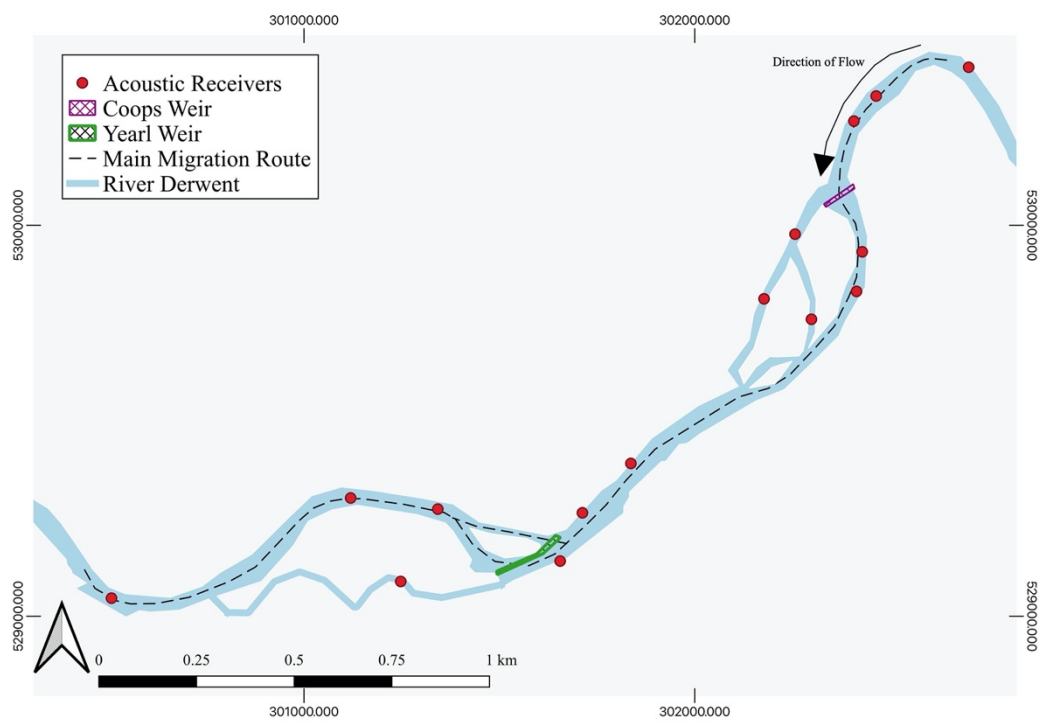 301000.000 302000.000
Acoustic Receivers
Coops Weir
Yearl Weir
Main Migration Route
River Derwent
Direction of Flow
530000.000 530000.000
529000.000 529000.000
0 0.25 0.5 0.75 1 km
301000.000 302000.000